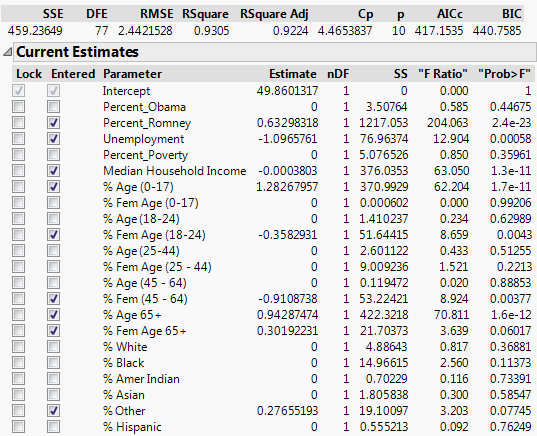 SSE DFE RMSE RSquare RSquare Adj Cp p AICc BIC
459.23649 77 2.4421528 0.9305 0.9224 4.4653837 10 417.1535 440.7585
Current Estimates
Lock Entered Parameter Estimate nDF SS "F Ratio" "Prob>F"
Intercept 49.8601317 1 0 0.000 1
Percent_Obama 0 1 3.50764 0.585 0.44675
Percent_Romney 0.63298318 1 1217.053 204.063 2.4e-23
Unemployment -1.0965761 1 76.96374 12.904 0.00058
Percent_Poverty 0 1 5.076526 0.850 0.35961
Median Household Income -0.0003803 1 376.0353 63.050 1.3e-11
% Age (0-17) 1.28267957 1 370.9929 62.204 1.7e-11
% Fem Age (0-17) 0 1 0.000602 0.000 0.99206
% Age (18-24) 0 1 1.410237 0.234 0.62989
% Fem Age (18-24) -0.3582931 1 51.64415 8.659 0.0043
% Age (25-44) 0 1 2.601122 0.433 0.51255
% Fem Age (25 - 44) 0 1 9.009236 1.521 0.2213
% Age (45 - 64) 0 1 0.119472 0.020 0.88853
% Fem (45 - 64) -0.9108738 1 53.22421 8.924 0.00377
% Age 65+ 0.94287474 1 422.3218 70.811 1.6e-12
% Fem Age 65+ 0.30192231 1 21.70373 3.639 0.06017
% White 0 1 4.88643 0.817 0.36881
% Black 0 1 14.96615 2.560 0.11373
% Amer Indian 0 1 0.70229 0.116 0.73391
% Asian 0 1 1.805838 0.300 0.58547
% Other 0.27655193 1 19.10097 3.203 0.07745
% Hispanic 0 1 0.555213 0.092 0.76249